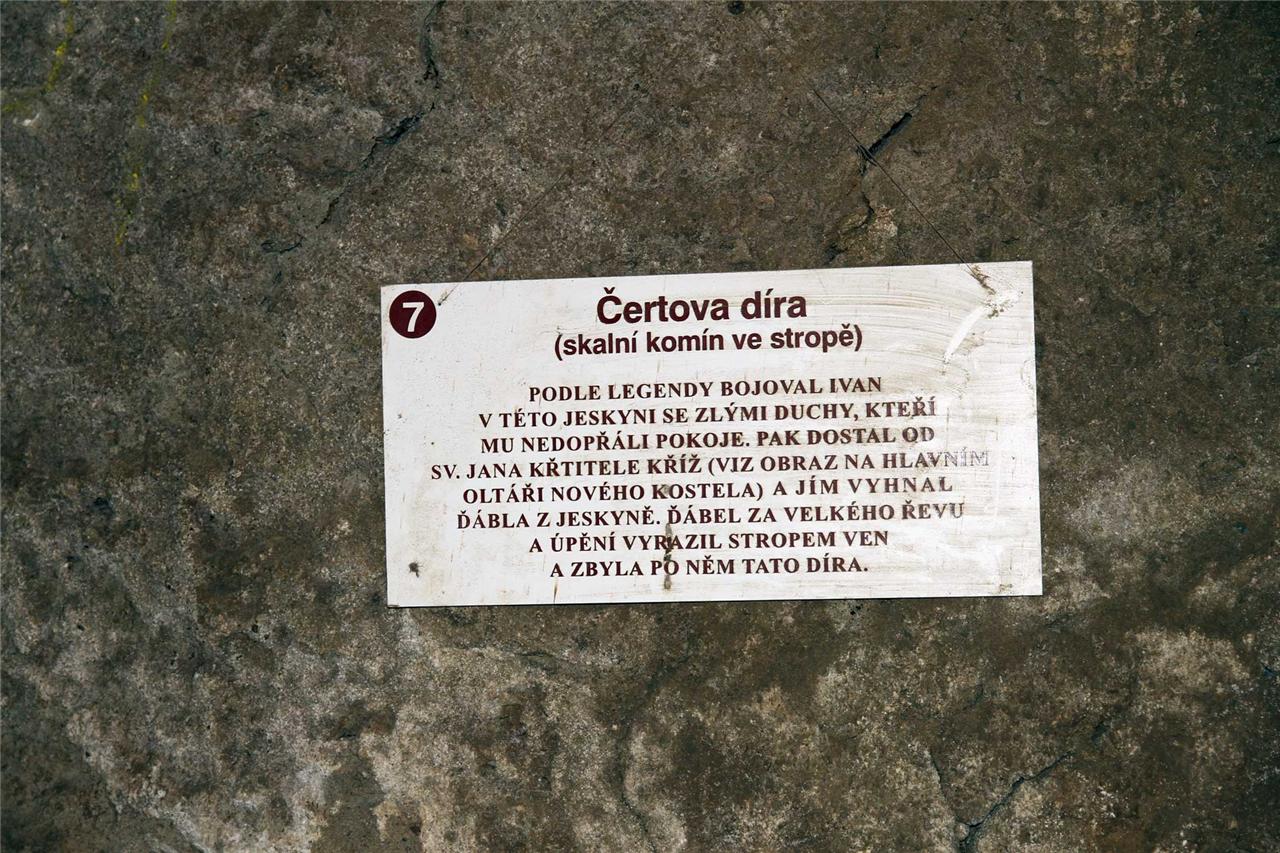 7
Čertova díra
(skalní komín ve stropě)
PODLE LEGENDY BOJOVAL IVAN
V TÉTO JESKYNI SE ZLÝMI DUCHY, KTEŘÍ
MU NEDOPŘÁLI POKOJE. PAK DOSTAL OD
SV. JANA KŘTITELE KŘÍŽ (VIZ OBRAZ NA HLAVNÍM
OLTÁŘI NOVÉHO KOSTELA) A JÍM VYHNAL
ĎÁBLA Z JESKYNĚ. ĎÁBEL ZA VELKÉHO ŘEVU
A ÚPĚNÍ VYRAZIL STROPEM VEN
A ZBYLA PO NĚM TATO DÍRA.